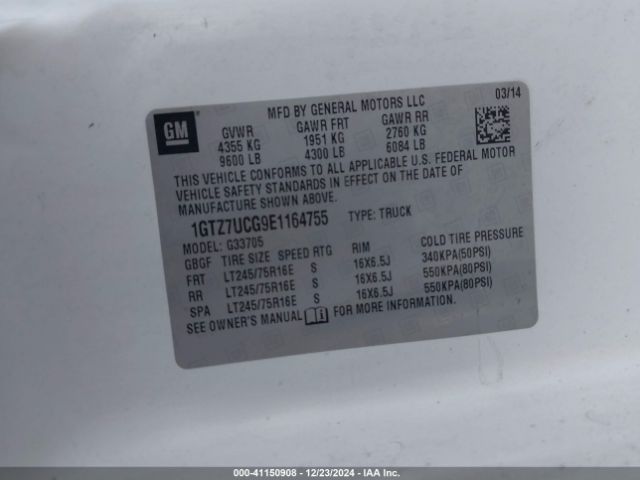 GM
MFD BY GENERAL MOTORS LLC 03/14
GVWR GAWR FRT GAWR RR
4355 KG 1951 KG 2760 KG
9600 LB 4300 LB 6084 LB
THIS VEHICLE CONFORMS TO ALL APPLICABLE U.S. FEDERAL MOTOR
VEHICLE SAFETY STANDARDS IN EFFECT ON THE DATE OF
MANUFACTURE SHOWN ABOVE.
1GTZ7UCG9E1164755 TYPE: TRUCK
MODEL: G33705
GBGF TIRE SIZE SPEED RTG RIM COLD TIRE PRESSURE
FRT LT245/75R16E S 16X6.5J 340KPA(50PSI)
RR LT245/75R16E S 16X6.5J 550KPA(80PSI)
SPA LT245/75R16E S 16X6.5J 550KPA(80PSI)
SEE OWNER'S MANUAL
000-41150908 - 12/23/2024 - IAA Inc.